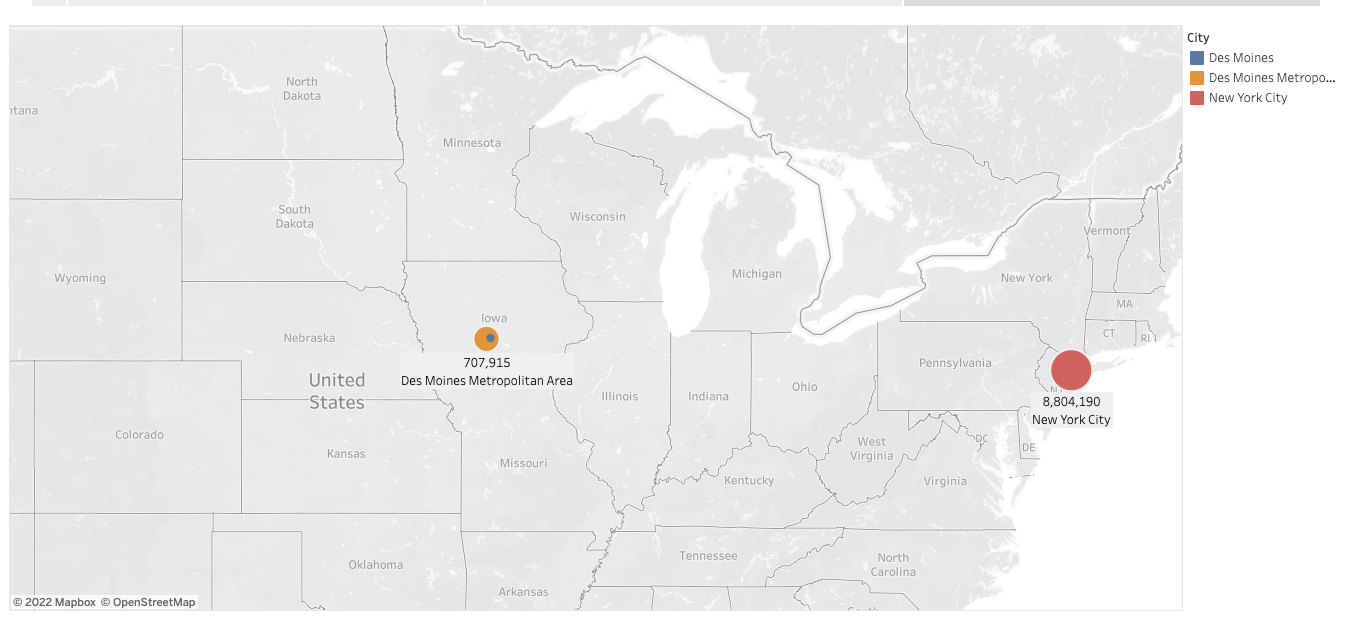 City
Des Moines
Des Moines Metropo...
New York City
North
Dakota
ntana
Minnesota
South
Dakota
Wisconsin
Vermont
Wyoming
Michigan
New York
MA
Iowa
CT
RI
Nebraska
707,915
Des Moines Metropolitan Area
Pennsylvania
United
States
Ohio
Illinois
Indiana
8,804,190
New York City
Colorado
Kansas
West
Virginia
DC
DE
Missouri
Kentucky
Virginia
Tennessee
North
Carolina
Oklahoma
Arkansas
© 2022 Mapbox © OpenStreetMap